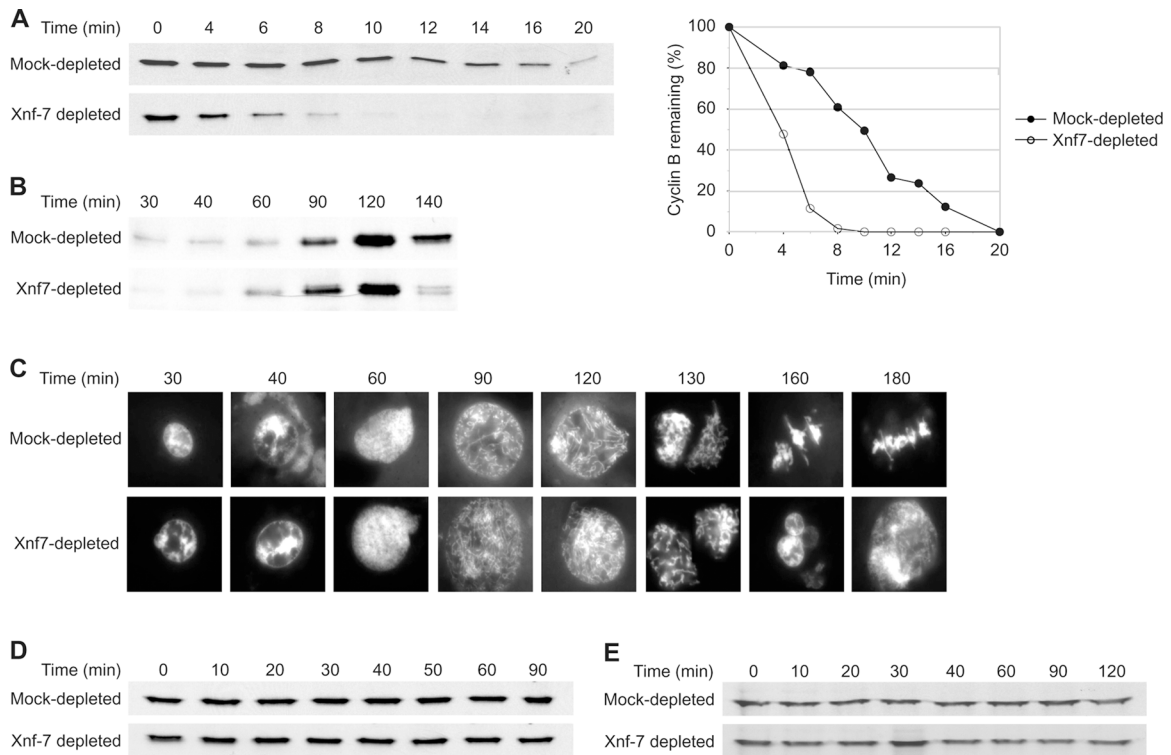 A
Time (min) 0 4 6 8 10 12 14 16 20
Mock-depleted
Xnf-7 depleted
100
80
60
40
20
0
Cyclin B remaining (%)
0 4 8 12 16 20
Time (min)
Mock-depleted
Xnf7-depleted
B
Time (min) 30 40 60 90 120 140
Mock-depleted
Xnf7-depleted
C
Time (min) 30 40 60 90 120 130 160 180
Mock-depleted
Xnf7-depleted
D
Time (min) 0 10 20 30 40 50 60 90
Mock-depleted
Xnf-7 depleted
E
Time (min) 0 10 20 30 40 60 90 120
Mock-depleted
Xnf-7 depleted